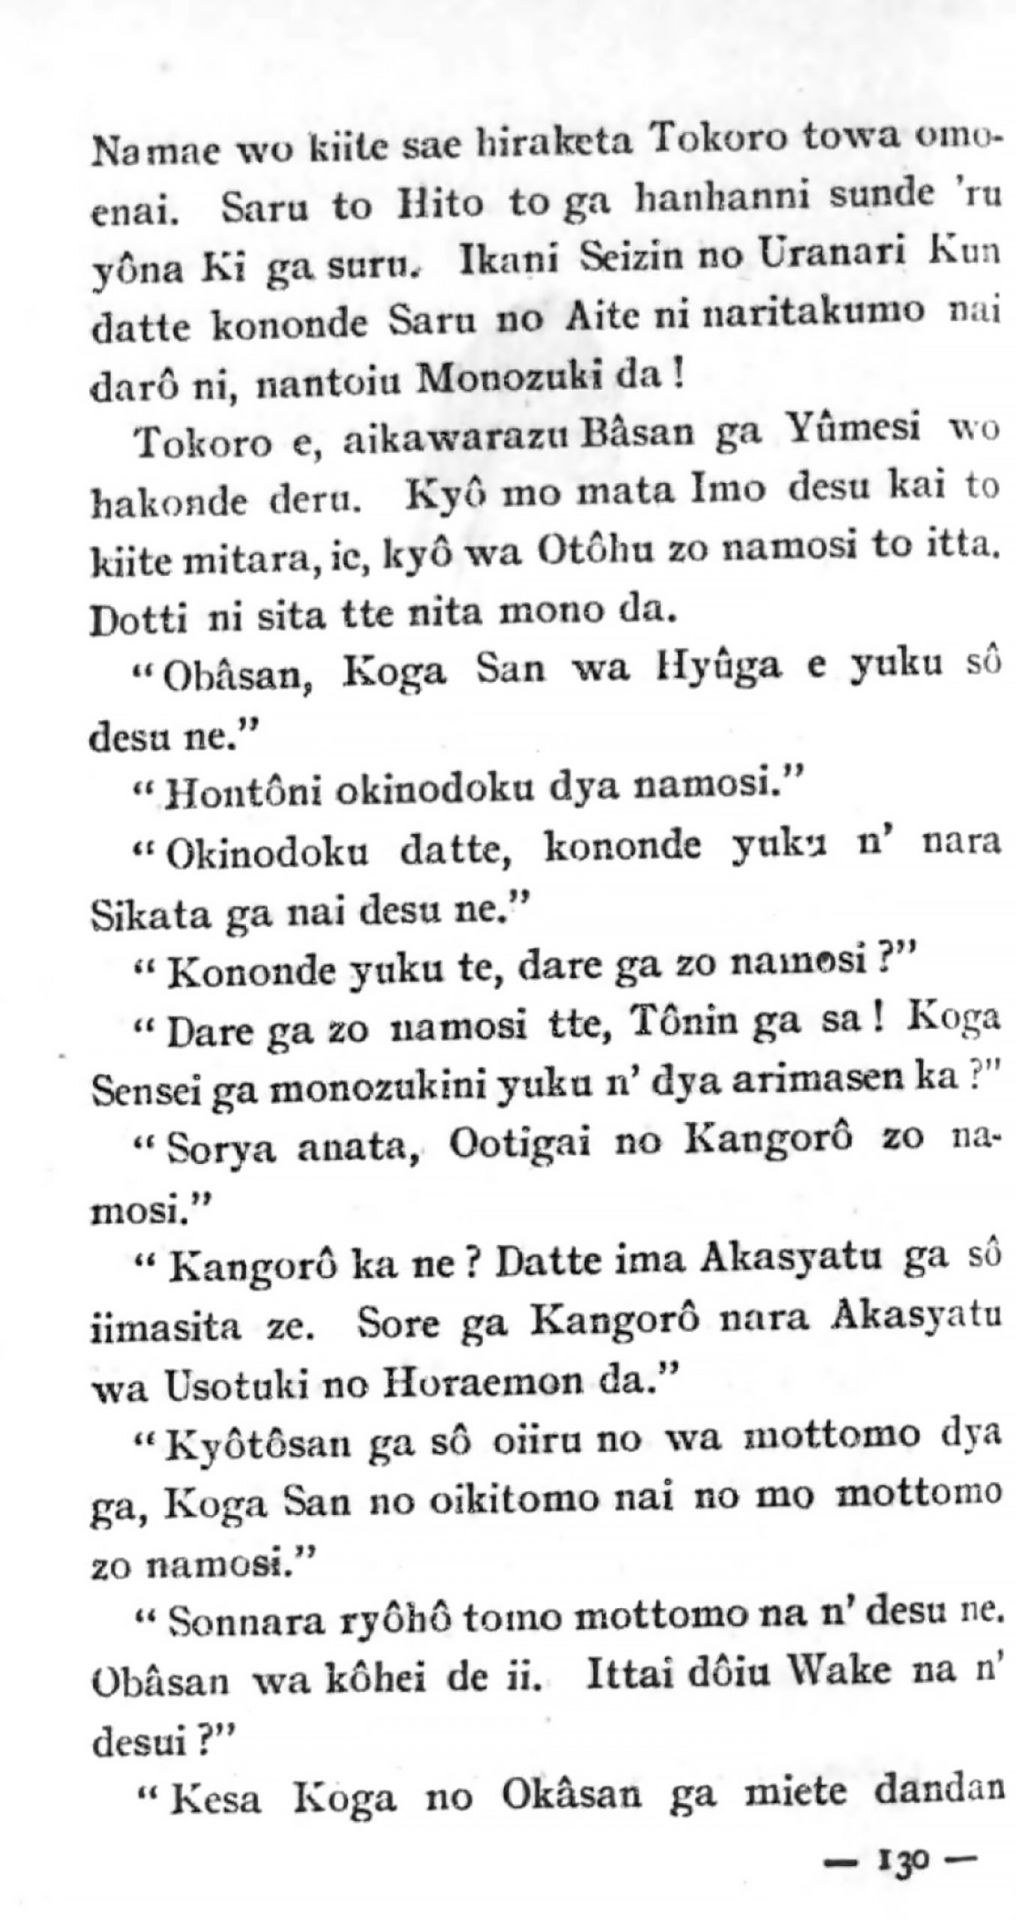 Namae wo kiite sae hiraketa Tokoro towa omo-
enai. Saru to Hito to ga hanhanni sunde ’ru
yôna Ki ga suru. Ikani Seizin no Uranari Kun
datte kononde Saru no Aite ni naritakumo nai
darô ni, nantoiu Monozuki da!
Tokoro e, aikawarazu Bâsan ga Yûmesi wo
hakonde deru. Kyô mo mata Imo desu kai to
kiite mitara, ie, kyô wa Otôhu zo namosi to itta.
Dotti ni sita tte nita mono da.
“Obâsan, Koga San wa Hyûga e yuku sô
desu ne.”
“Hontôni okinodoku dya namosi.”
“Okinodoku datte, kononde yuku n’ nara
Sikata ga nai desu ne.”
“Kononde yuku te, dare ga zo namosi?”
“Dare ga zo namosi tte, Tônin ga sa! Koga
Sensei ga monozukini yuku n’ dya arimasen ka?”
“Sorya anata, Ootigai no Kangorô zo na-
mosi.”
“Kangorô ka ne? Datte ima Akasyatu ga sô
iimasita ze. Sore ga Kangorô nara Akasyatu
wa Usotuki no Horaemon da.”
“Kyôtôsan ga sô oiiru no wa mottomo dya
ga, Koga San no oikitomo nai no mo mottomo
zo namosi.”
“Sonnara ryôhô tomo mottomo na n’ desu ne.
Obâsan wa kôhei de ii. Ittai dôiu Wake na n’
desui?”
“Kesa Koga no Okâsan ga miete dandan
— 130 —